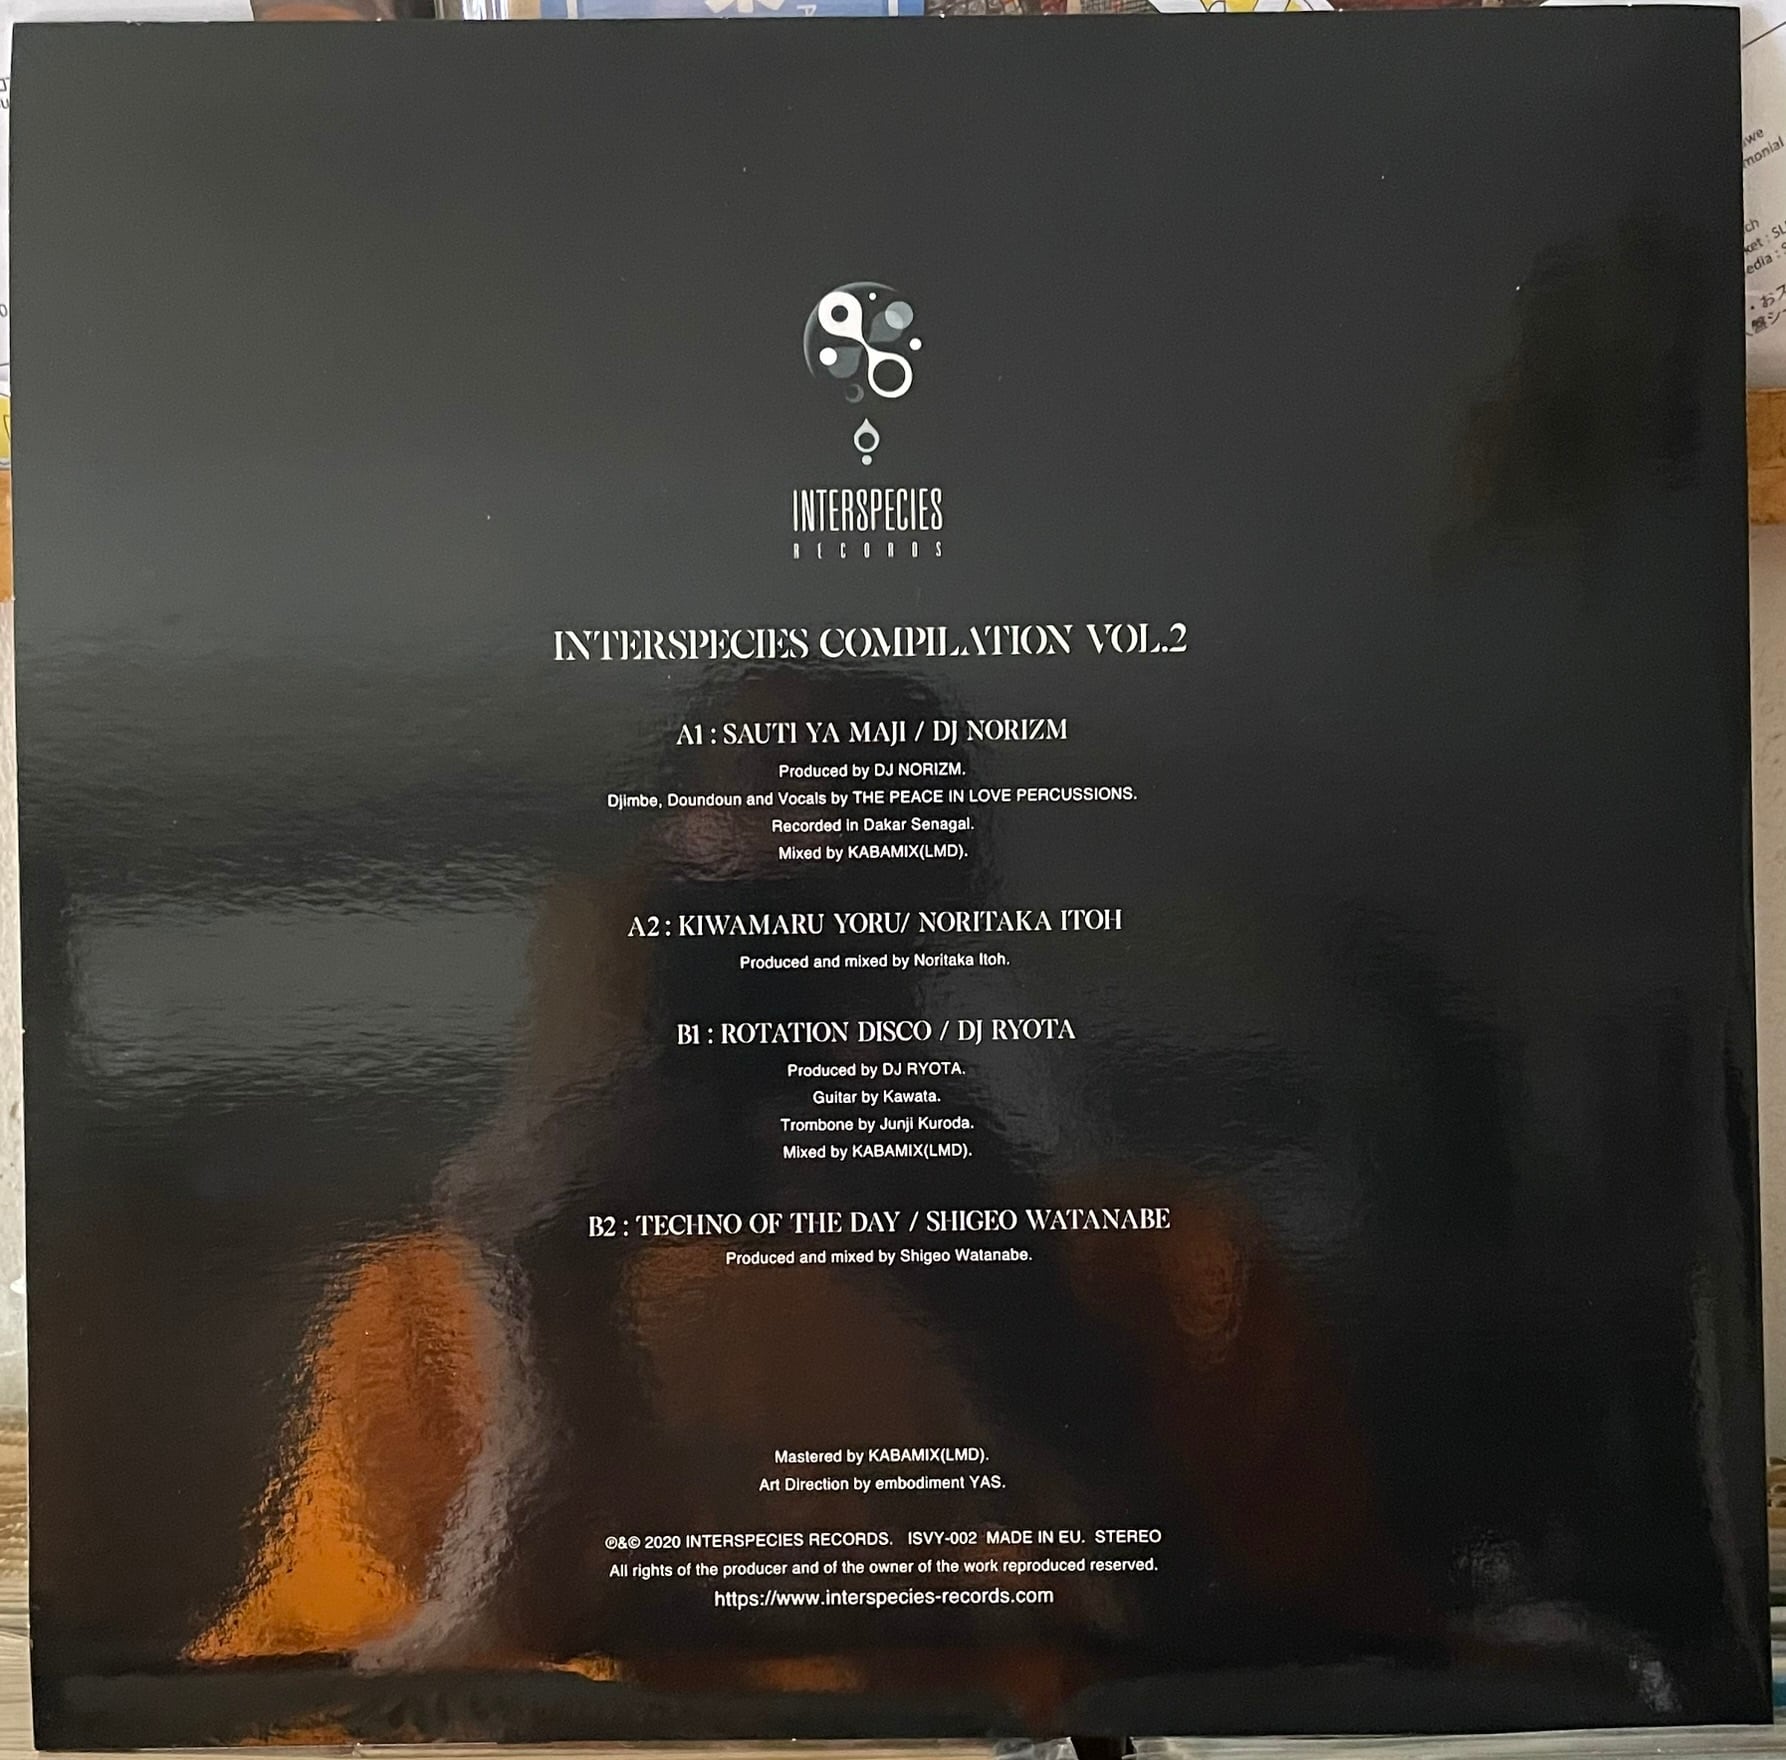 INTERSPECIES
RECORDS
INTERSPECIES COMPILATION VOL.2
A1 : SAUTI YA MAJI / DJ NORIZM
Produced by DJ NORIZM.
Djimbe, Doundoun and Vocals by THE PEACE IN LOVE PERCUSSIONS.
Recorded in Dakar Senagal.
Mixed by KABAMIX(LMD).
A2 : KIWAMARU YORU/ NORITAKA ITOH
Produced and mixed by Noritaka Itoh.
B1 : ROTATION DISCO / DJ RYOTA
Produced by DJ RYOTA.
Guitar by Kawata.
Trombone by Junji Kuroda.
Mixed by KABAMIX(LMD).
B2 : TECHNO OF THE DAY / SHIGEO WATANABE
Produced and mixed by Shigeo Watanabe.
Mastered by KABAMIX(LMD).
Art Direction by embodiment YAS.
℗&© 2020 INTERSPECIES RECORDS. ISVY-002 MADE IN EU. STEREO
All rights of the producer and of the owner of the work reproduced reserved.
https://www.interspecies-records.com